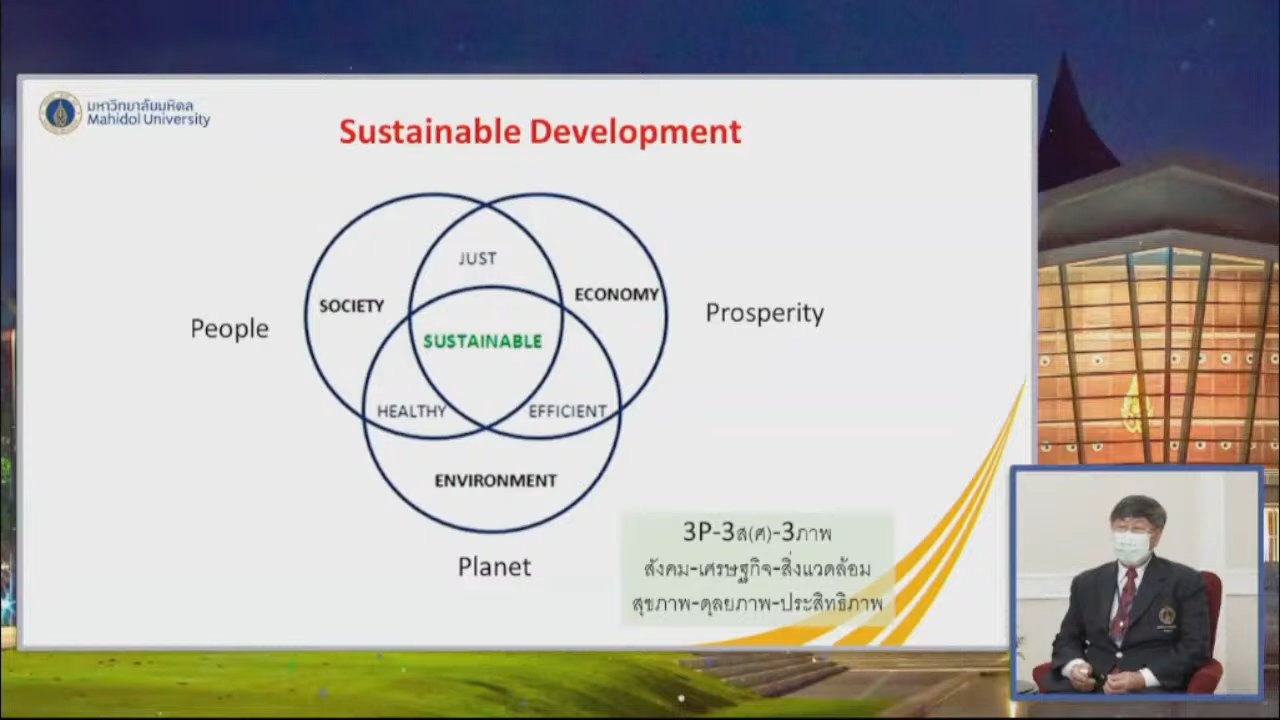 มหาวิทยาลัยมหิดล
Mahidol University
Sustainable Development
JUST
SOCIETY
ECONOMY
People
Prosperity
SUSTAINABLE
HEALTHY
EFFICIENT
ENVIRONMENT
Planet
3P-3ส(ศ)-3ภาพ
สังคม-เศรษฐกิจ-สิ่งแวดล้อม
สุขภาพ-ดุลยภาพ-ประสิทธิภาพ